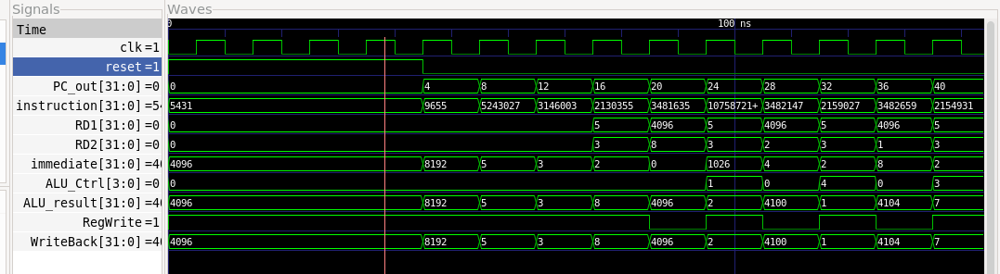 Signals
Waves
Time
0
100 ns
clk =1
reset =1
PC_out[31:0] =0
0 4 8 12 16 20 24 28 32 36 40
instruction[31:0] =54
5431 9655 5243027 3146003 2130355 3481635 10758721+ 3482147 2159027 3482659 2154931
RD1[31:0] =0
0 5 4096 5 4096 5 4096 5
RD2[31:0] =0
0 3 8 3 2 3 1 3
immediate[31:0] =40
4096 8192 5 3 2 0 1026 4 2 8 2
ALU_Ctrl[3:0] =0
0 1 0 4 0 3
ALU_result[31:0] =40
4096 8192 5 3 8 4096 2 4100 1 4104 7
RegWrite =1
WriteBack[31:0] =40
4096 8192 5 3 8 4096 2 4100 1 4104 7